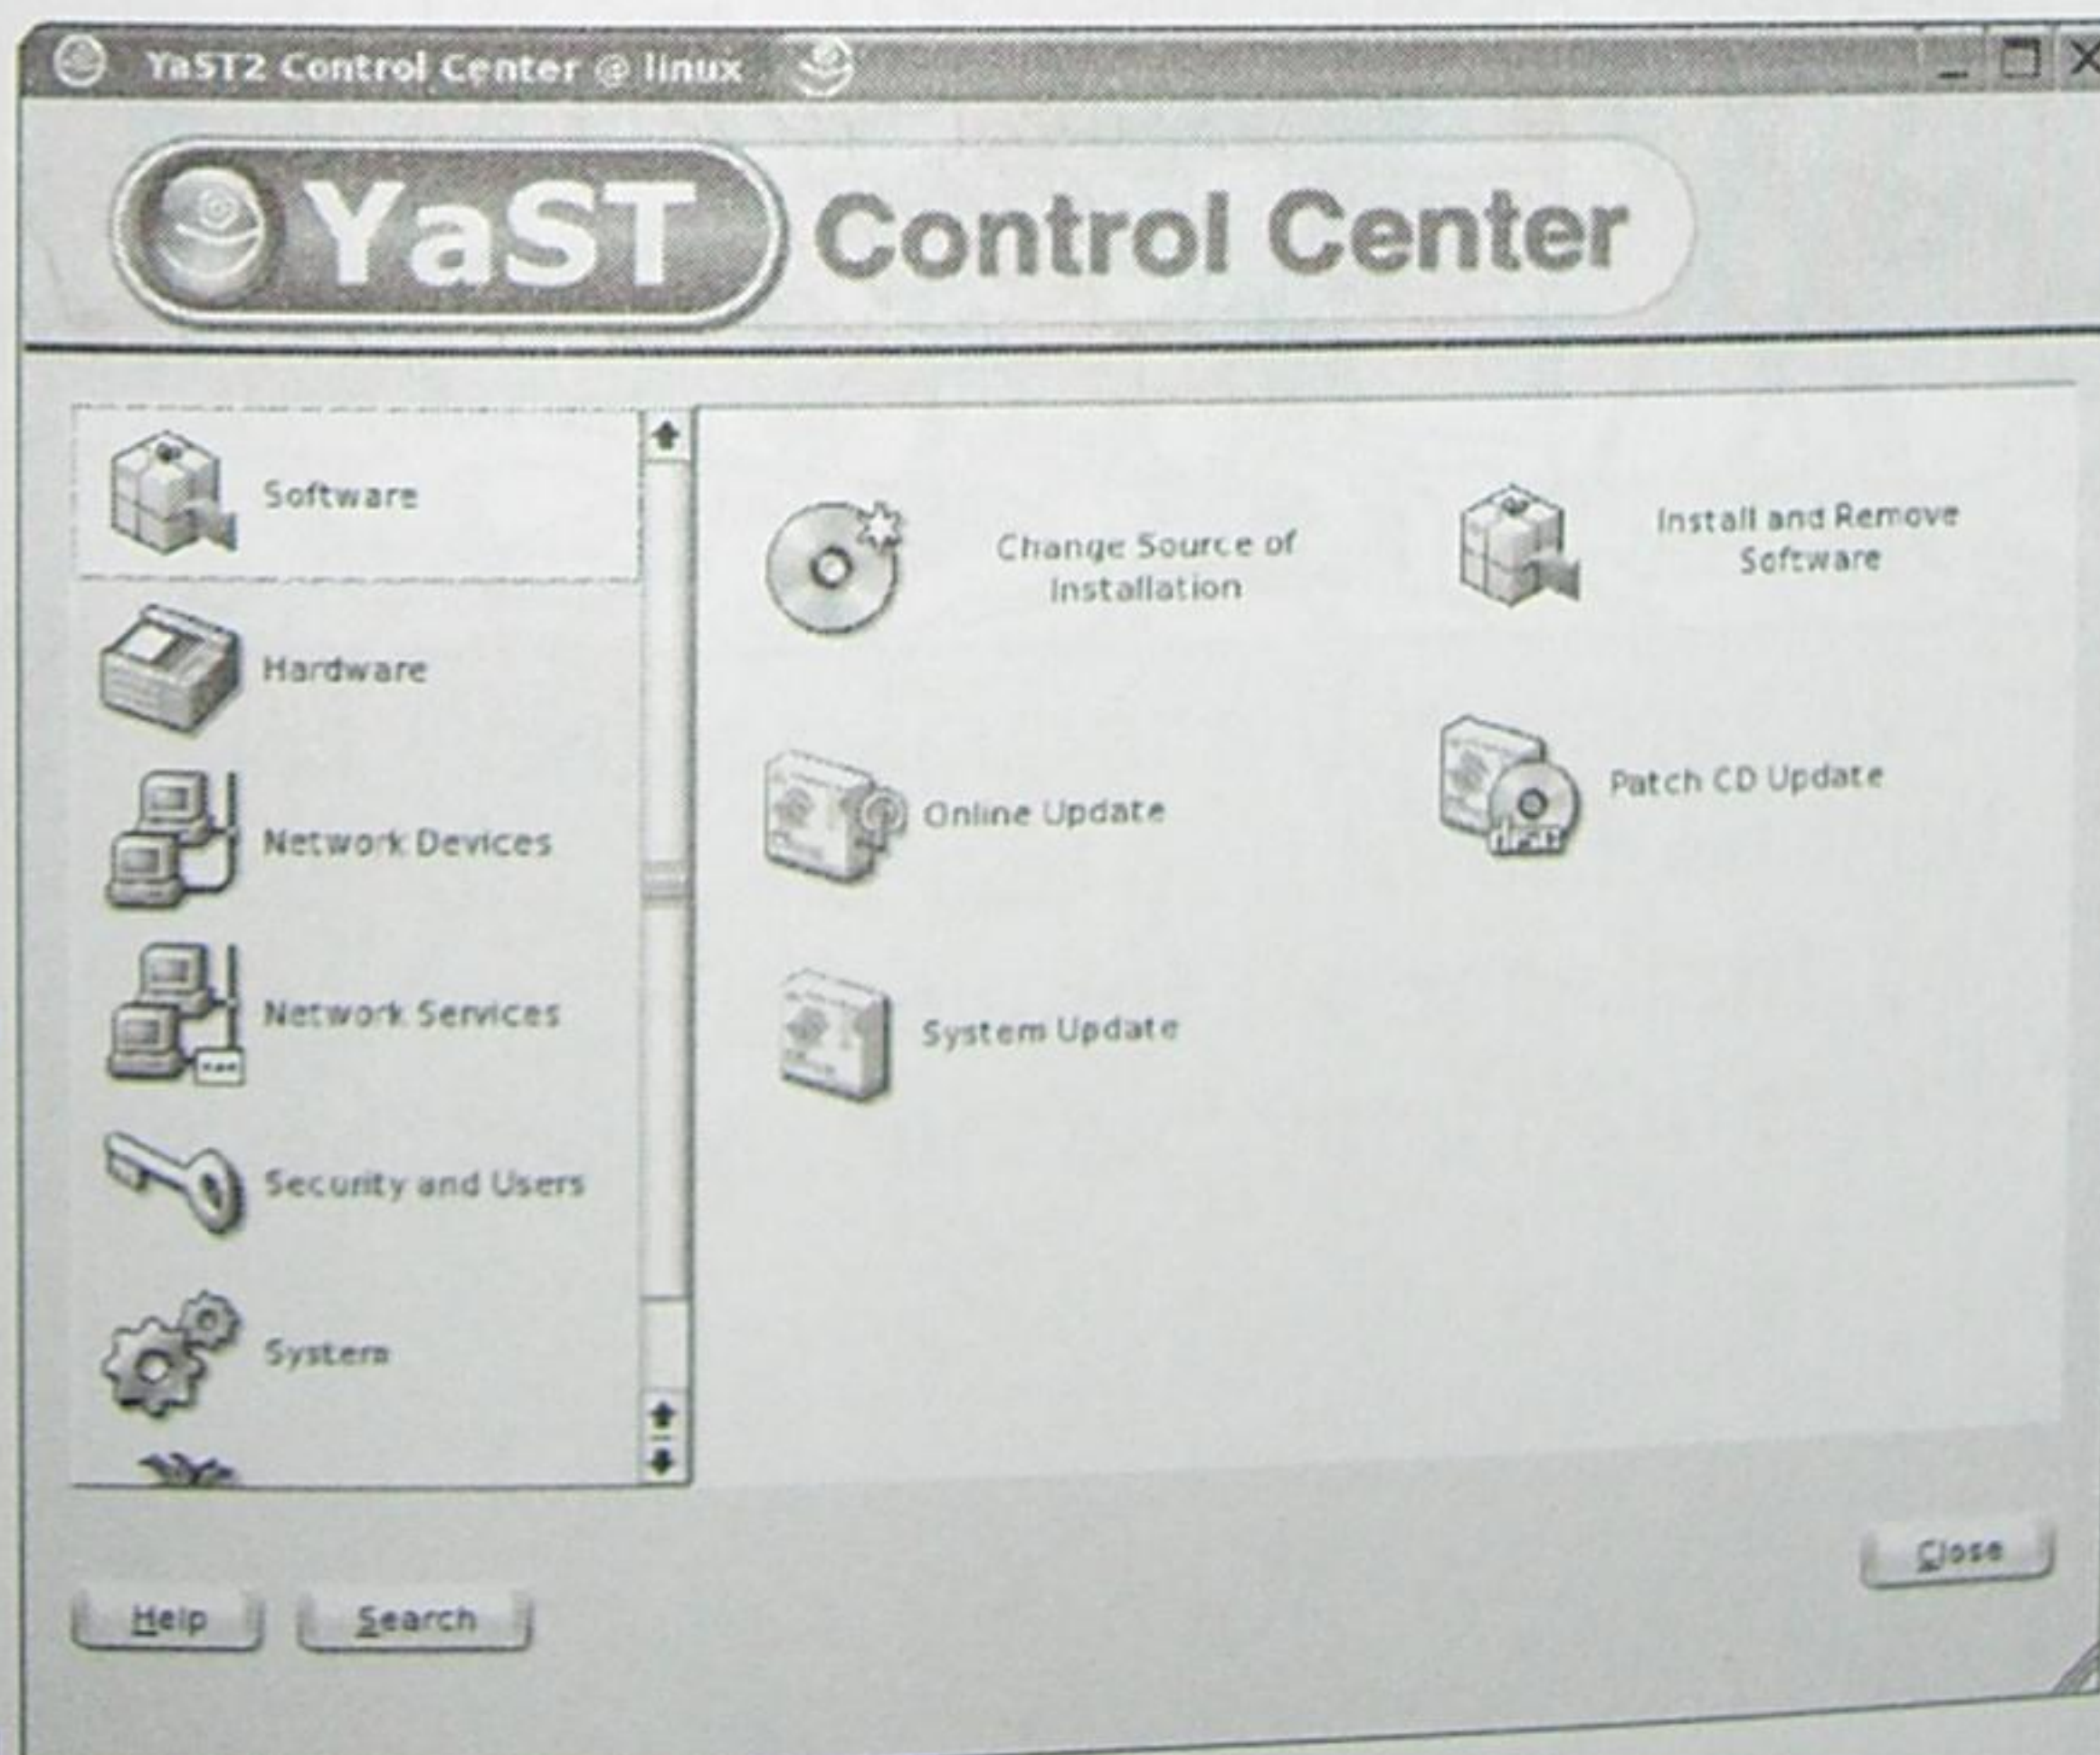 YaST2 Control Center @ linux
YaST Control Center
Software
Hardware
Network Devices
Network Services
Security and Users
System
Change Source of
Installation
Install and Remove
Software
Online Update
Patch CD Update
System Update
Close
Help
Search